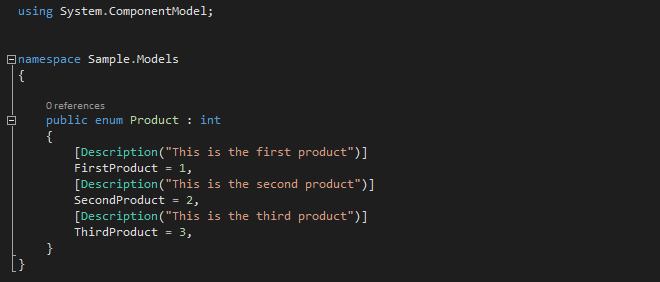 using System.ComponentModel;
namespace Sample.Models
{
0 references
public enum Product : int
{
[Description("This is the first product")]
FirstProduct = 1,
[Description("This is the second product")]
SecondProduct = 2,
[Description("This is the third product")]
ThirdProduct = 3,
}
}